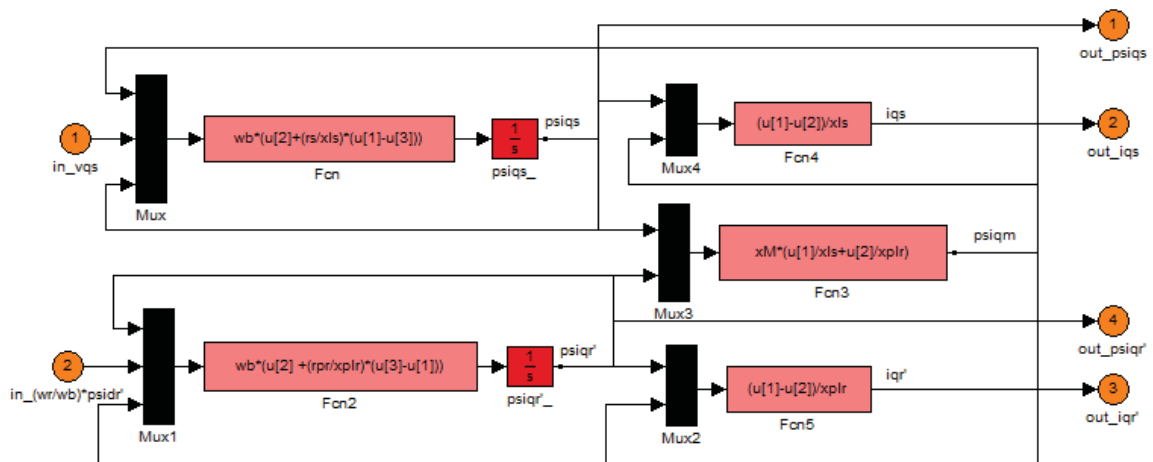 1
out_psiqs
in_vqs
1
Mux
wb*(u[2]+(rs/xls)*(u[1]-u[3]))
Fcn
1
s
psiqs_
psiqs
Mux4
(u[1]-u[2])/xls
Fcn4
iqs
2
out_iqs
Mux3
xM*(u[1]/xls+u[2]/xplr)
Fcn3
psiqm
4
out_psiqr'
2
in_(wr/wb)*psidr'
Mux1
wb*(u[2] +(rpr/xplr)*(u[3]-u[1]))
Fcn2
1
s
psiqr'_
psiqr'
Mux2
(u[1]-u[2])/xplr
Fcn5
iqr'
3
out_iqr'